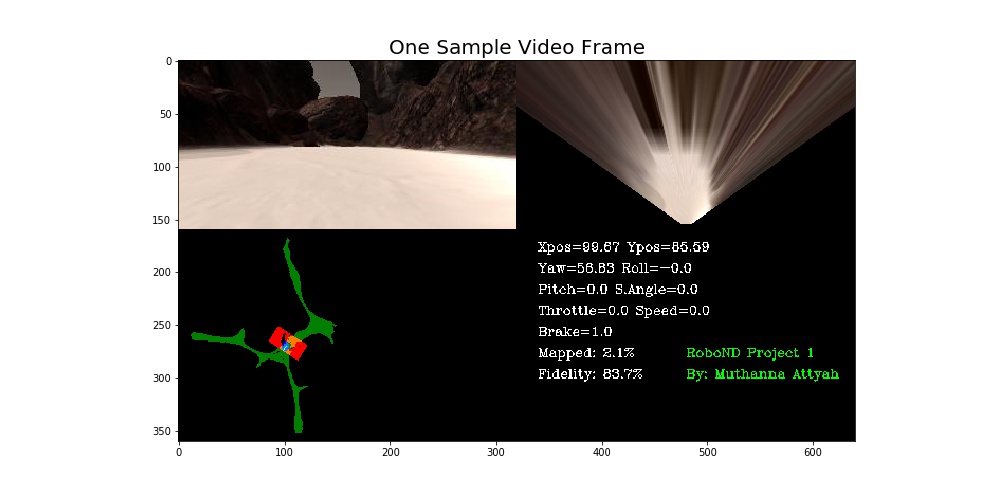 One Sample Video Frame
0
50
100
150
200
250
300
350
Xpos=99.67 Ypos=85.59
Yaw=56.83 Roll=-0.0
Pitch=0.0 S.Angle=0.0
Throttle=0.0 Speed=0.0
Brake=1.0
Mapped: 2.1% RoboND Project 1
Fidelity: 83.7% By: Muthanna Attyah
0 100 200 300 400 500 600